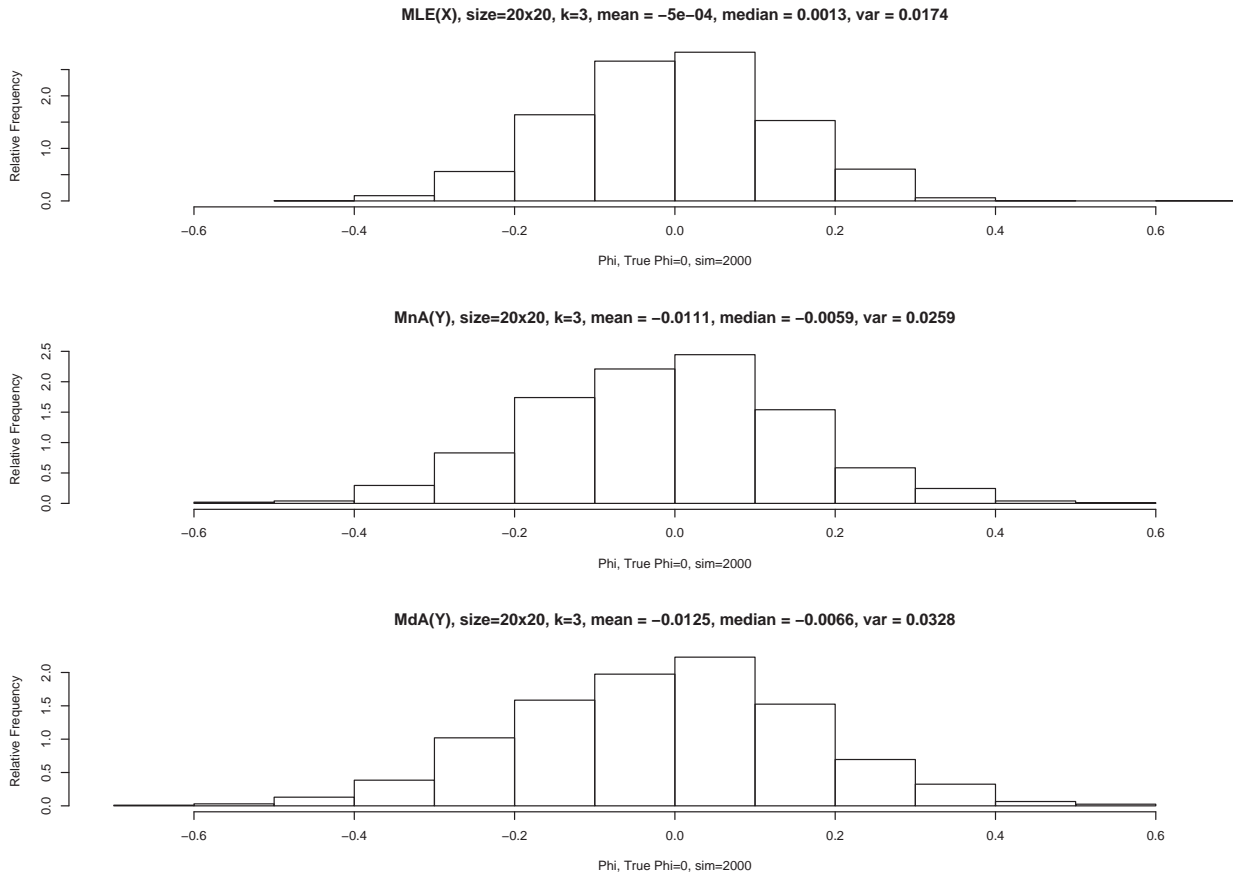 MLE(X), size=20x20, k=3, mean = −5e−04, median = 0.0013, var = 0.0174
Relative Frequency
0.0 1.0 2.0
−0.6 −0.4 −0.2 0.0 0.2 0.4 0.6
Phi, True Phi=0, sim=2000
MnA(Y), size=20x20, k=3, mean = −0.0111, median = −0.0059, var = 0.0259
Relative Frequency
0.0 0.5 1.0 1.5 2.0 2.5
−0.6 −0.4 −0.2 0.0 0.2 0.4 0.6
Phi, True Phi=0, sim=2000
MdA(Y), size=20x20, k=3, mean = −0.0125, median = −0.0066, var = 0.0328
Relative Frequency
0.0 0.5 1.0 1.5 2.0
−0.6 −0.4 −0.2 0.0 0.2 0.4 0.6
Phi, True Phi=0, sim=2000